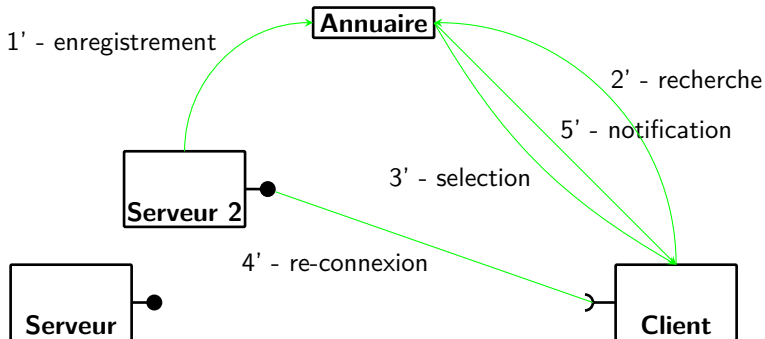 Annuaire
1' - enregistrement
2' - recherche
5' - notification
3' - selection
Serveur 2
4' - re-connexion
Serveur
Client